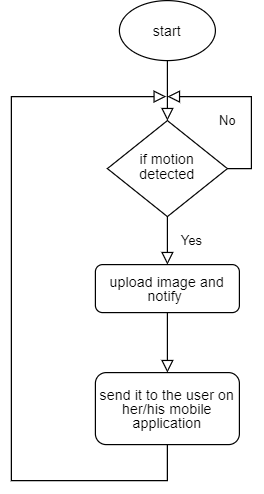 start
No
if motion
detected
Yes
upload image and
notify
send it to the user on
her/his mobile
application